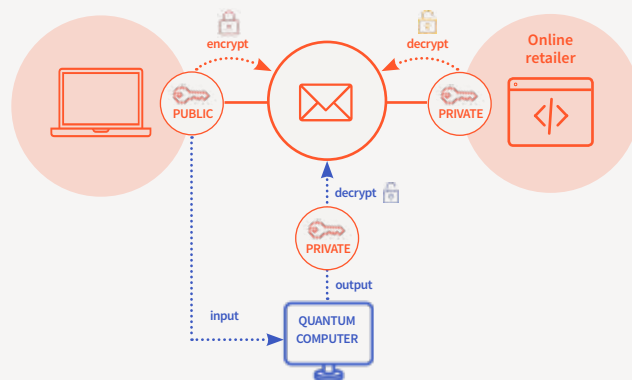 encrypt
decrypt
Online
retailer
PUBLIC
PRIVATE
decrypt
PRIVATE
output
input
QUANTUM
COMPUTER